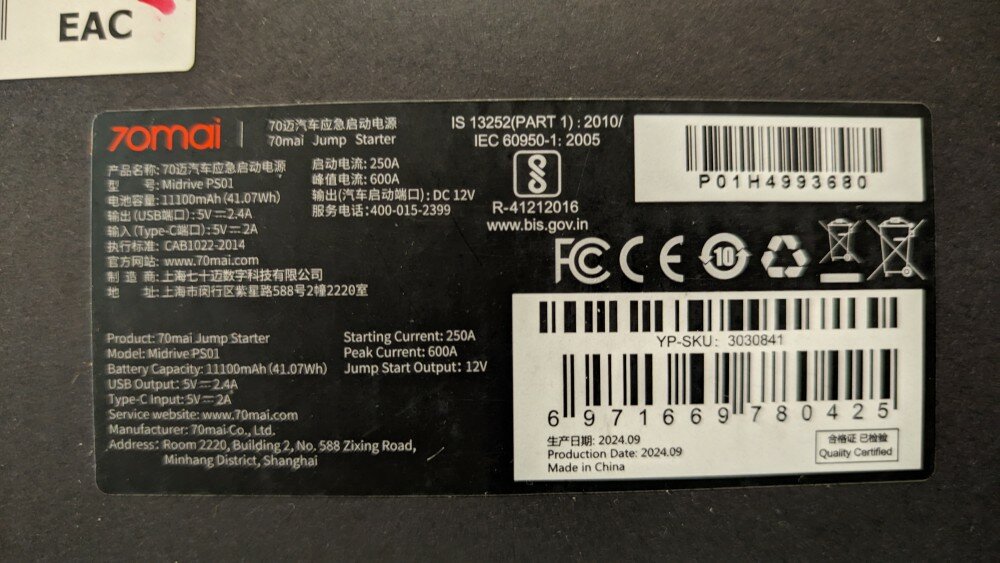 EAC
70mai
70迈汽车应急启动电源
70mai Jump Starter
产品名称: 70迈汽车应急启动电源
型 号: Midrive PS01
电池容量: 11100mAh (41.07Wh)
输出 (USB端口) : 5V⎓2.4A
输入 (Type-C端口) : 5V⎓2A
执行标准: CAB1022-2014
官方网站: www.70mai.com
制 造 商: 上海七十迈数字科技有限公司
地 址: 上海市闵行区紫星路588号2幢2220室
启动电流: 250A
峰值电流: 600A
输出(汽车启动端口) : DC 12V
服务电话: 400-015-2399
IS 13252(PART 1) : 2010/
IEC 60950-1: 2005
R-41212016
www.bis.gov.in
P01H4993680
FC CE 10
Product: 70mai Jump Starter
Model: Midrive PS01
Battery Capacity: 11100mAh (41.07Wh)
USB Output: 5V⎓2.4A
Type-C Input: 5V⎓2A
Service website: www.70mai.com
Manufacturer: 70mai Co., Ltd.
Address: Room 2220, Building 2, No. 588 Zixing Road,
Minhang District, Shanghai
Starting Current: 250A
Peak Current: 600A
Jump Start Output: 12V
YP-SKU: 3030841
6 971669 780425
生产日期: 2024.09
Production Date: 2024.09
Made in China
合格证 已检验
Quality Certified